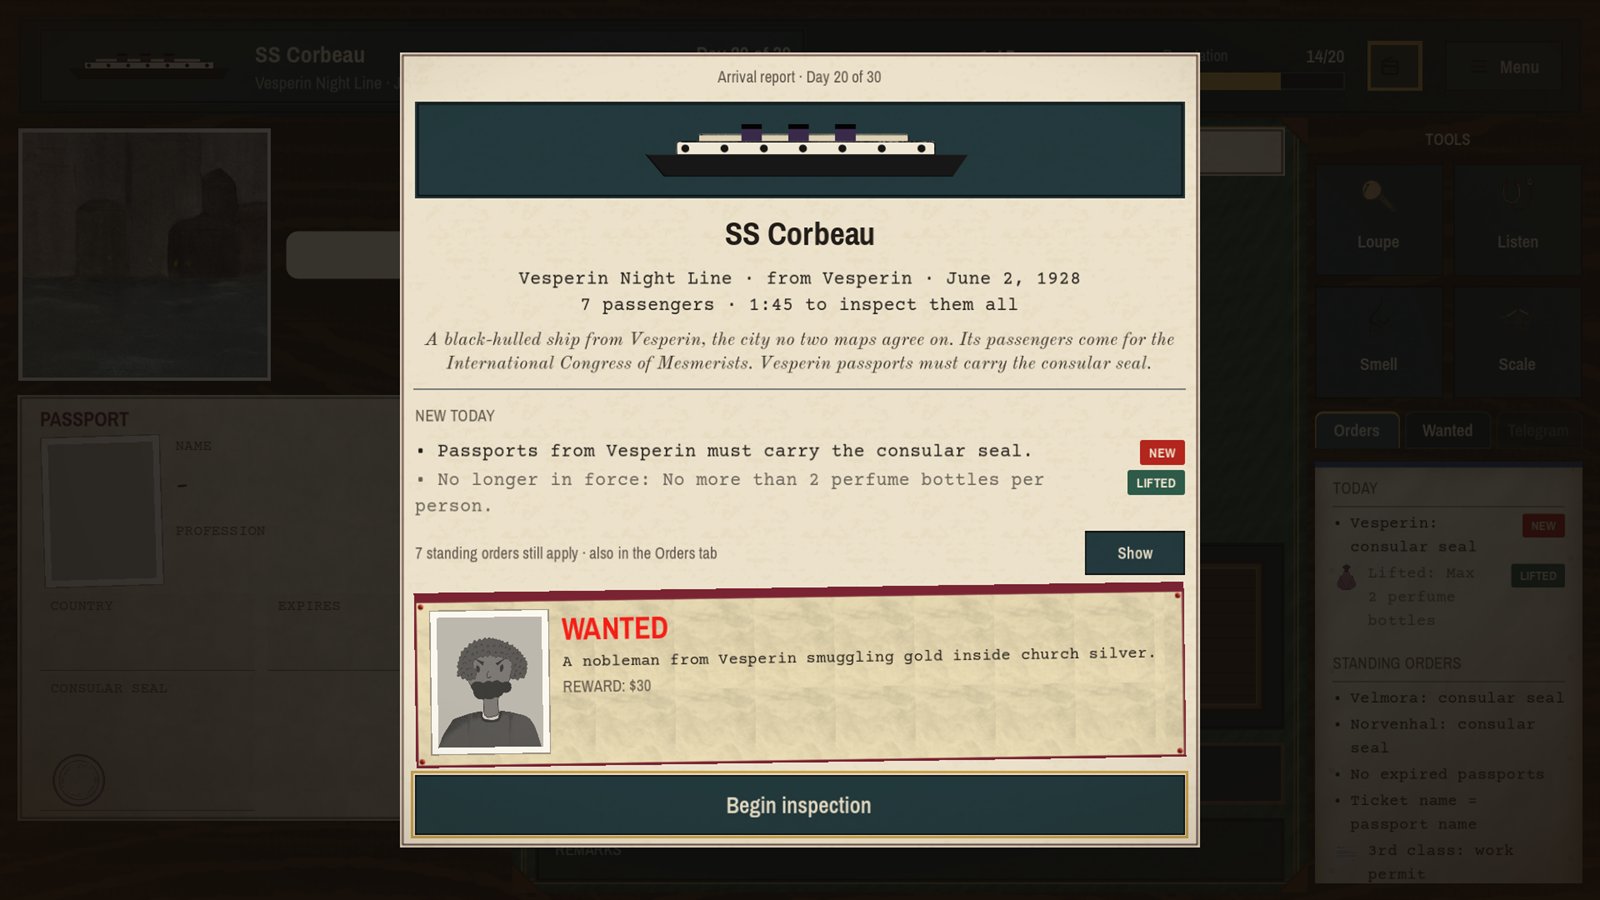 SS Corbeau
Vesperin Night Line · J
14/20
Menu
Arrival report · Day 20 of 30
SS Corbeau
Vesperin Night Line · from Vesperin · June 2, 1928
7 passengers · 1:45 to inspect them all
A black-hulled ship from Vesperin, the city no two maps agree on. Its passengers come for the
International Congress of Mesmerists. Vesperin passports must carry the consular seal.
NEW TODAY
• Passports from Vesperin must carry the consular seal.
NEW
• No longer in force: No more than 2 perfume bottles per
person.
LIFTED
7 standing orders still apply · also in the Orders tab
Show
WANTED
A nobleman from Vesperin smuggling gold inside church silver.
REWARD: $30
Begin inspection
PASSPORT
NAME
-
PROFESSION
COUNTRY
EXPIRES
CONSULAR SEAL
REMARKS
TOOLS
Loupe
Listen
Smell
Scale
Orders
Wanted
Telegram
TODAY
• Vesperin:
consular seal
NEW
Lifted: Max
2 perfume
bottles
LIFTED
STANDING ORDERS
• Velmora: consular seal
• Norvenhal: consular
seal
• No expired passports
• Ticket name =
passport name
3rd class: work
permit